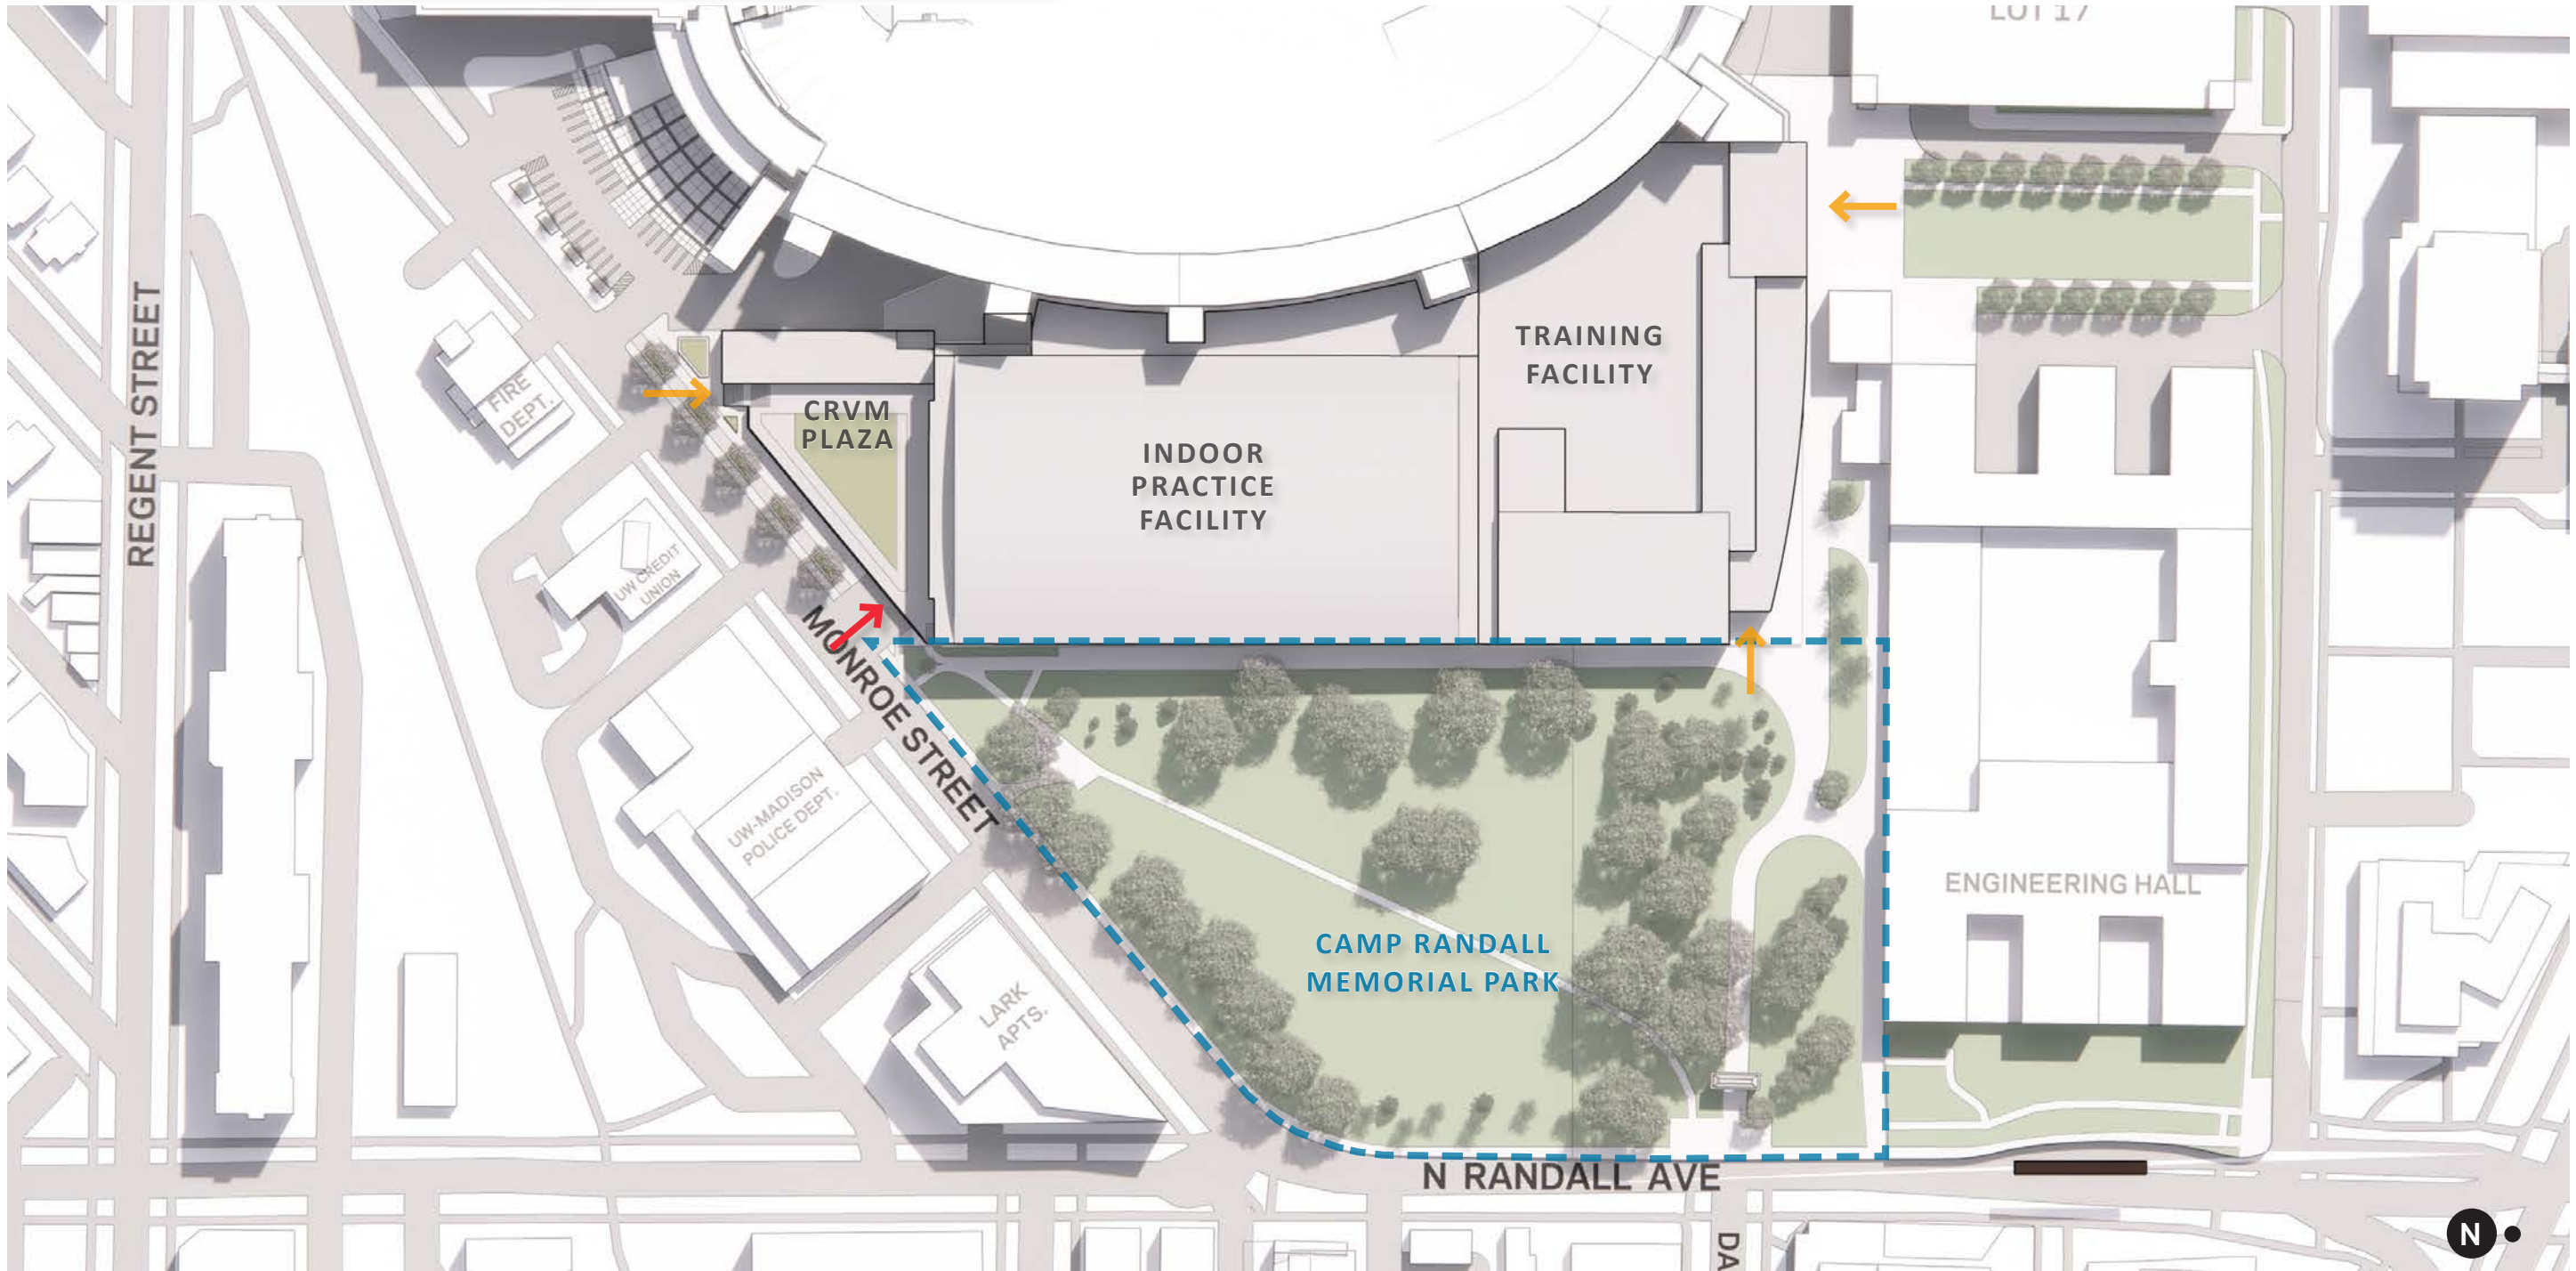 LOT 17
REGENT STREET
TRAINING
FACILITY
FIRE
DEPT.
CRVM
PLAZA
INDOOR
PRACTICE
FACILITY
UW CREDIT
UNION
MONROE STREET
UW-MADISON
POLICE DEPT.
ENGINEERING HALL
CAMP RANDALL
MEMORIAL PARK
LARK
APTS.
N RANDALL AVE
DA
N